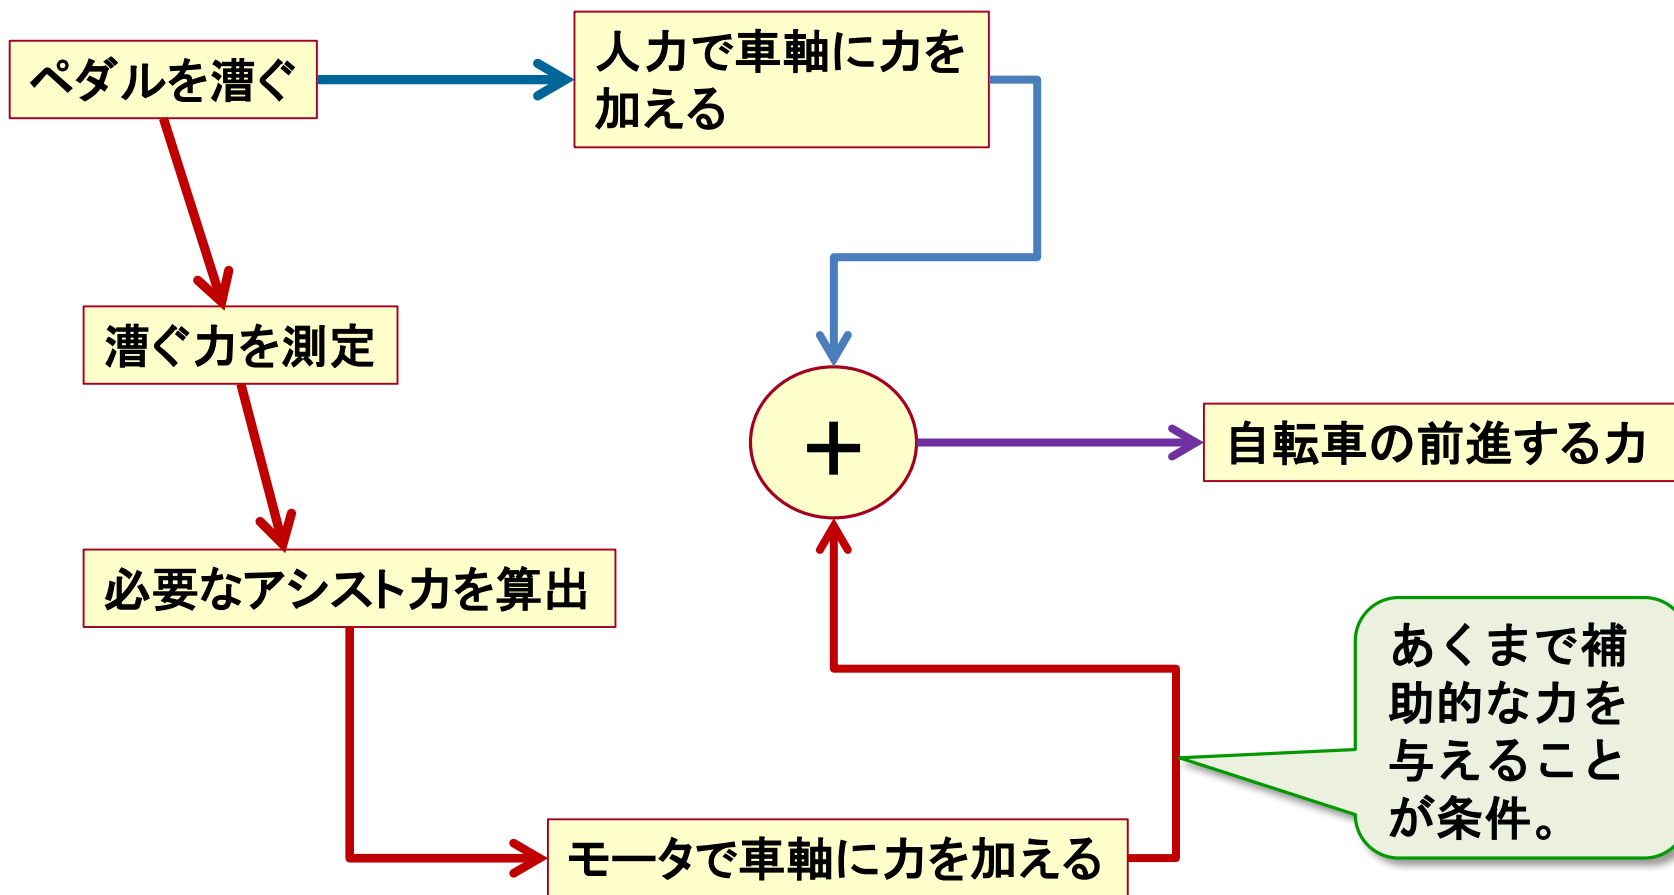 ペダルを漕ぐ
人力で車軸に力を
加える
漕ぐ力を測定
+
自転車の前進する力
必要なアシスト力を算出
あくまで補
助的な力を
与えること
が条件。
モータで車軸に力を加える